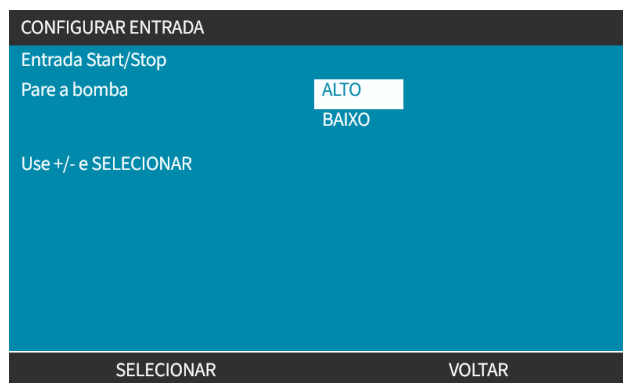 CONFIGURAR ENTRADA
Entrada Start/Stop
Pare a bomba ALTO
BAIXO
Use +/- e SELECIONAR
SELECIONAR VOLTAR